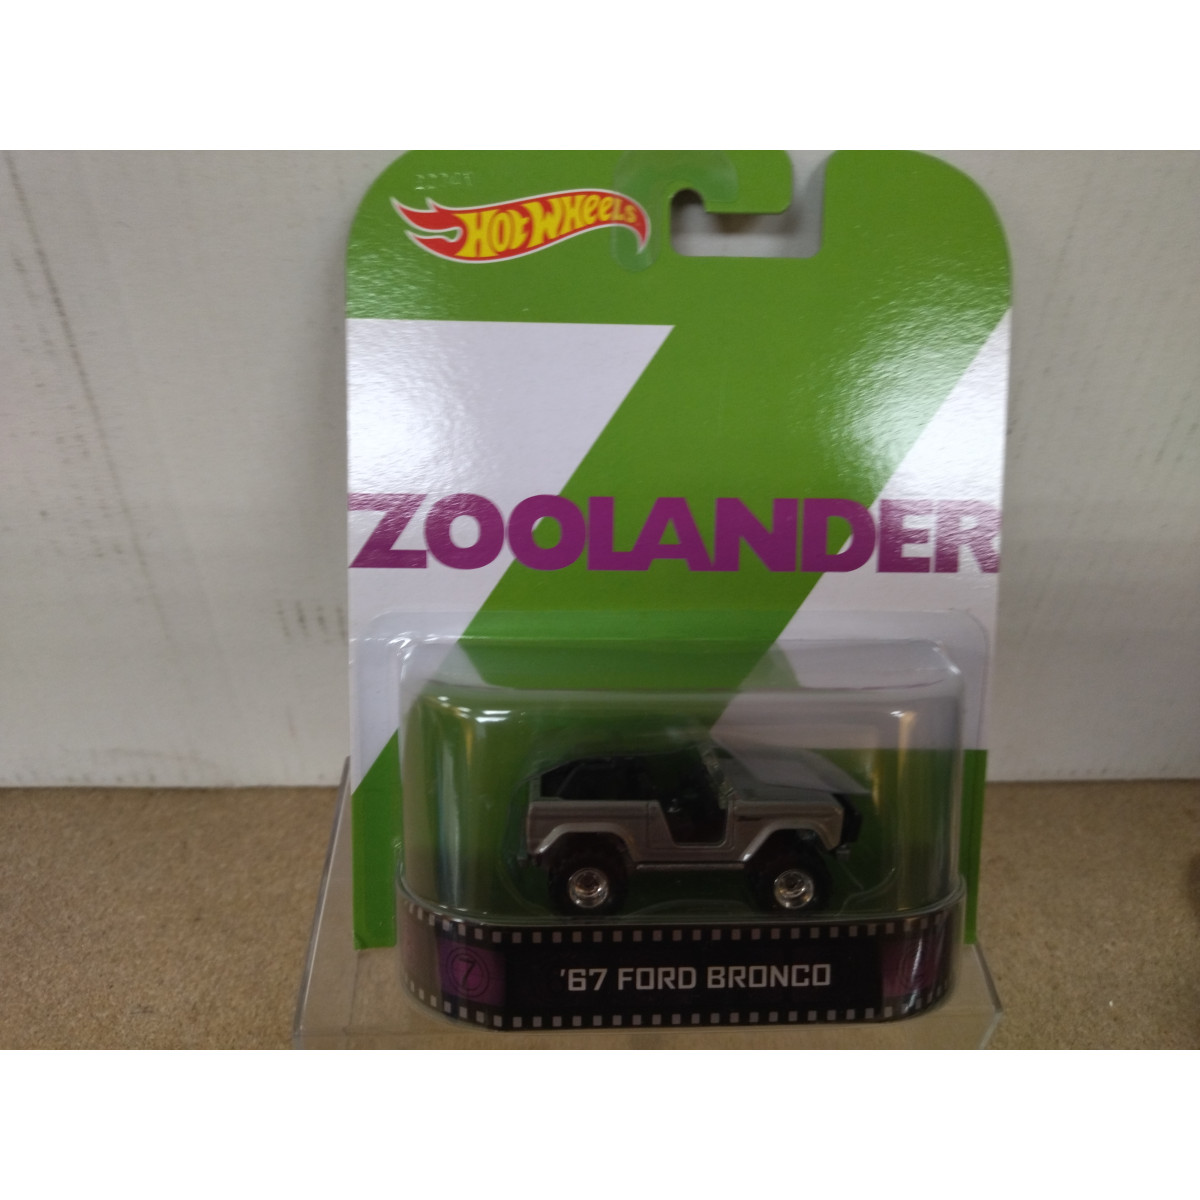 HOT WHEELS
ZOOLANDER
'67 FORD BRONCO